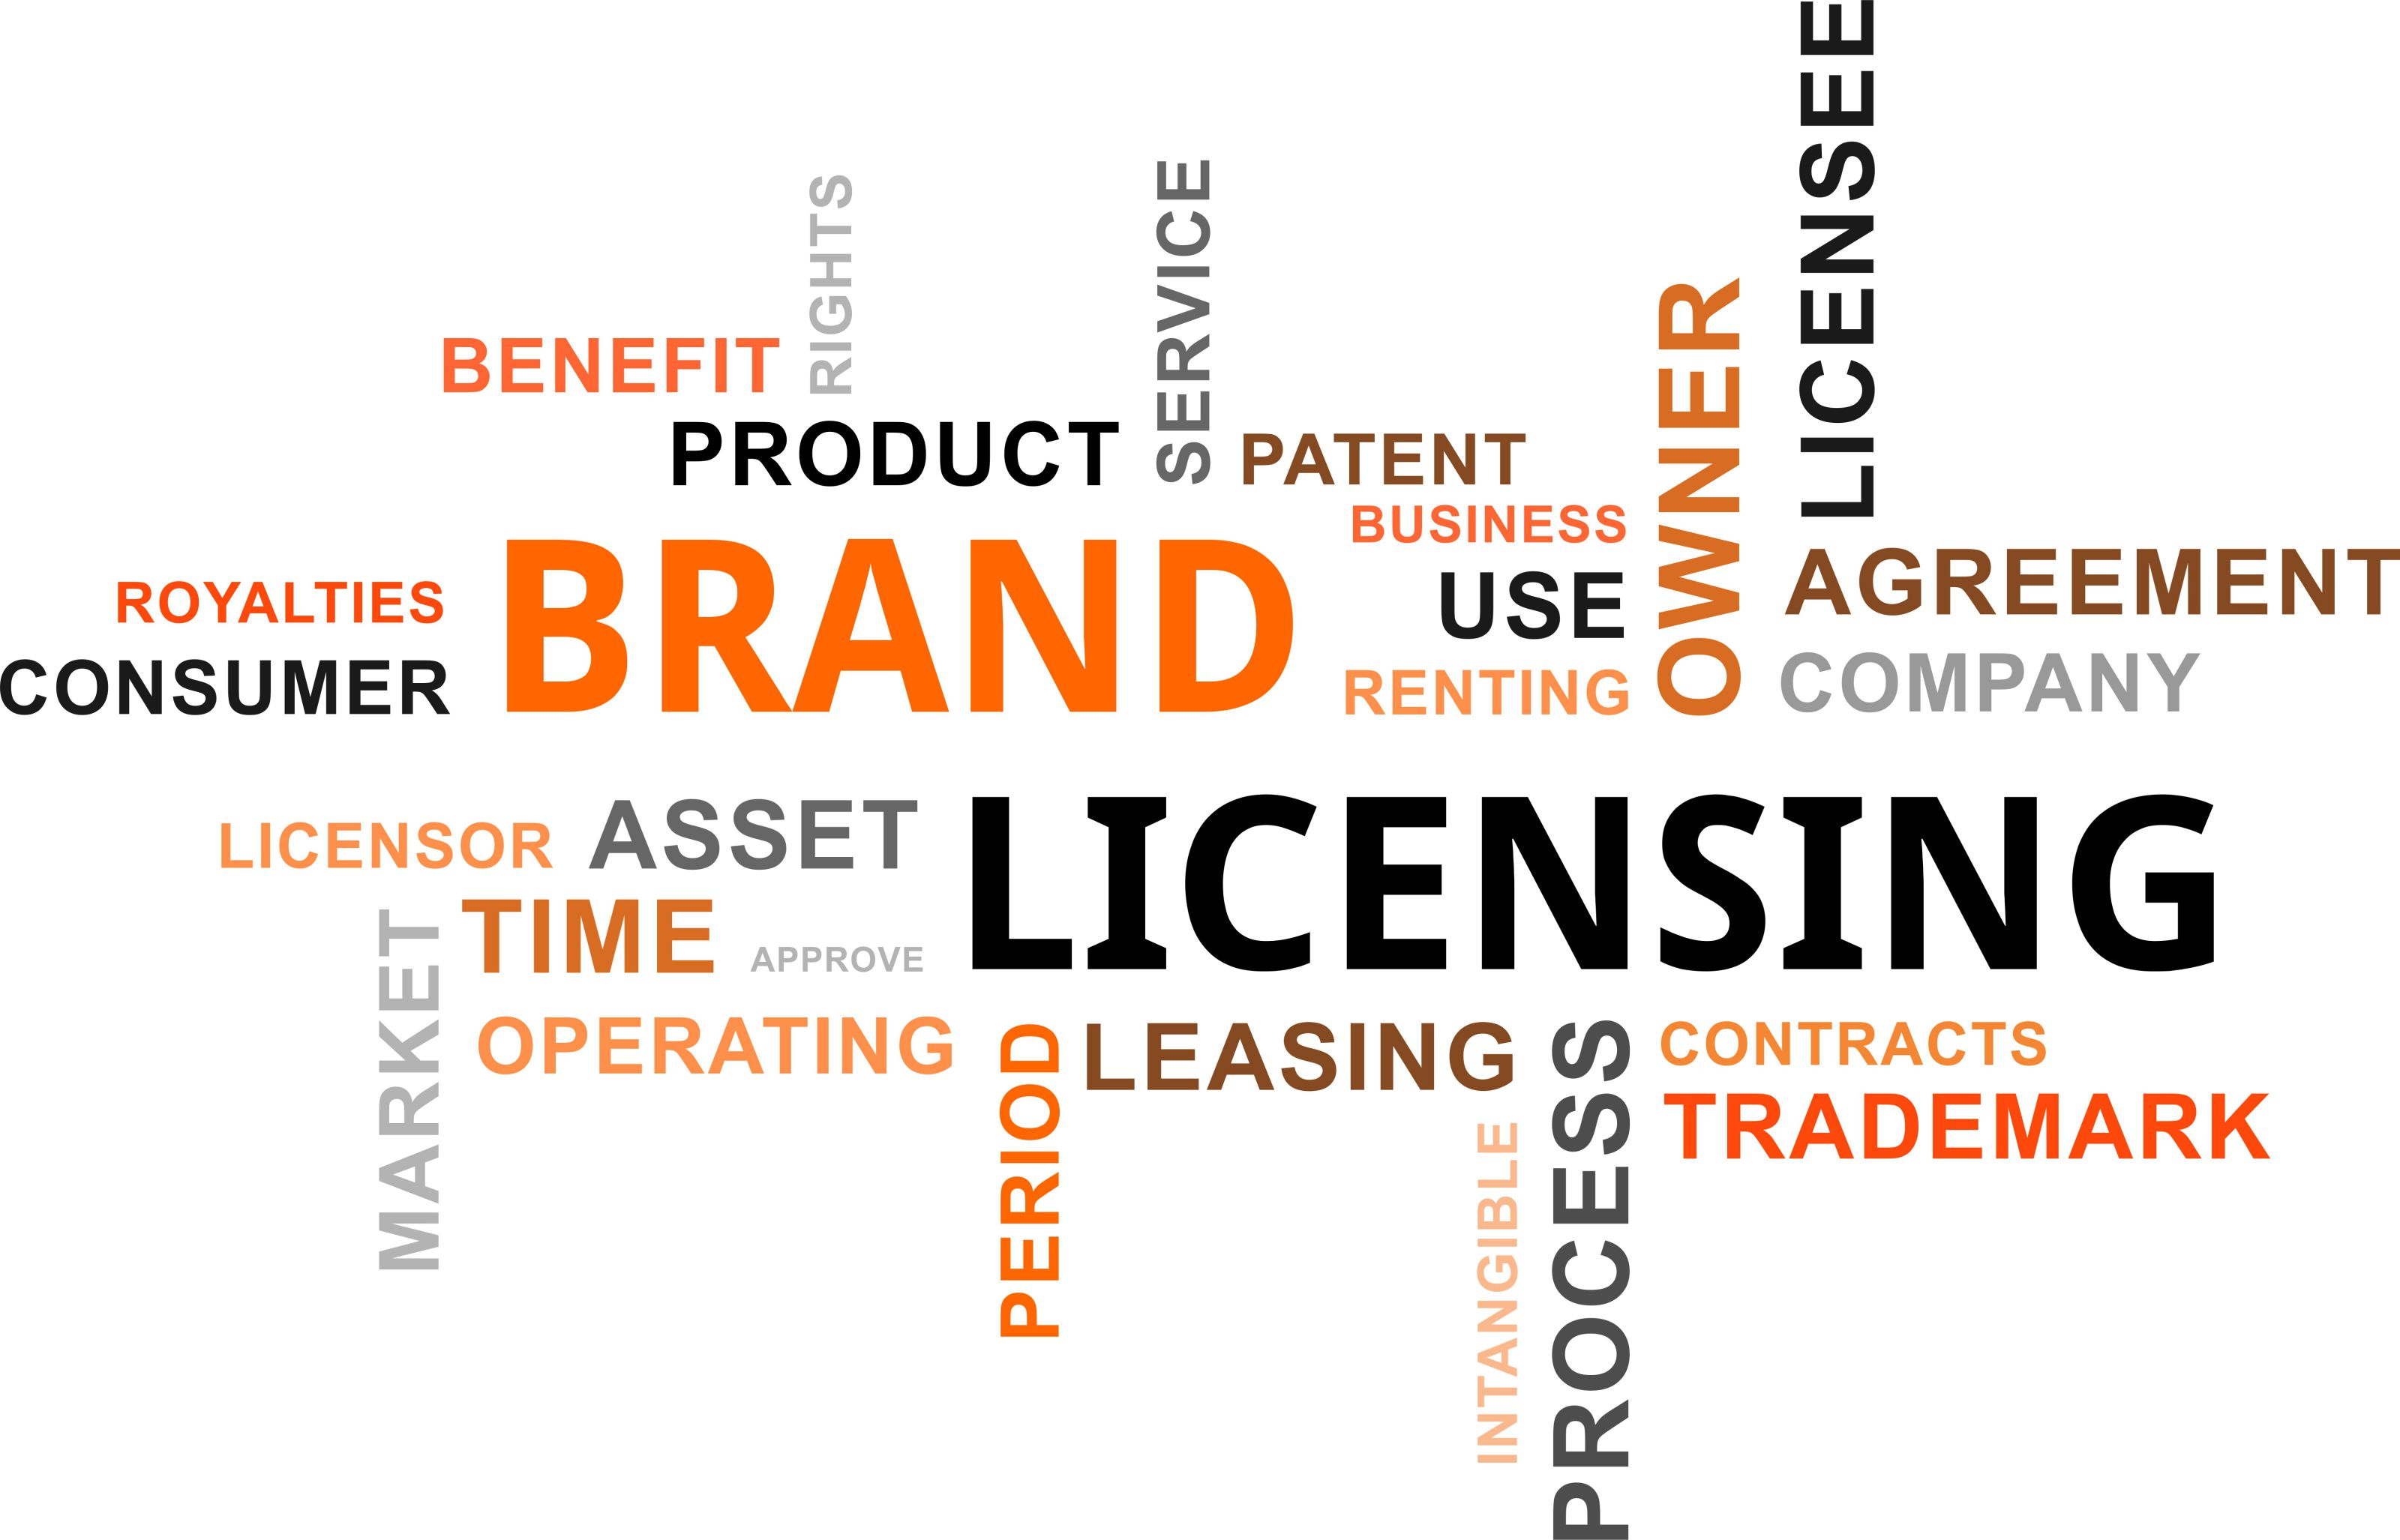 LICENSEE
SERVICE
RIGHTS
OWNER
BENEFIT
PRODUCT
PATENT
BUSINESS
ROYALTIES
BRAND
USE
AGREEMENT
CONSUMER
RENTING
COMPANY
LICENSOR
ASSET
LICENSING
TIME
APPROVE
MARKET
OPERATING
PERIOD
LEASING
PROCESS
CONTRACTS
TRADEMARK
INTANGIBLE